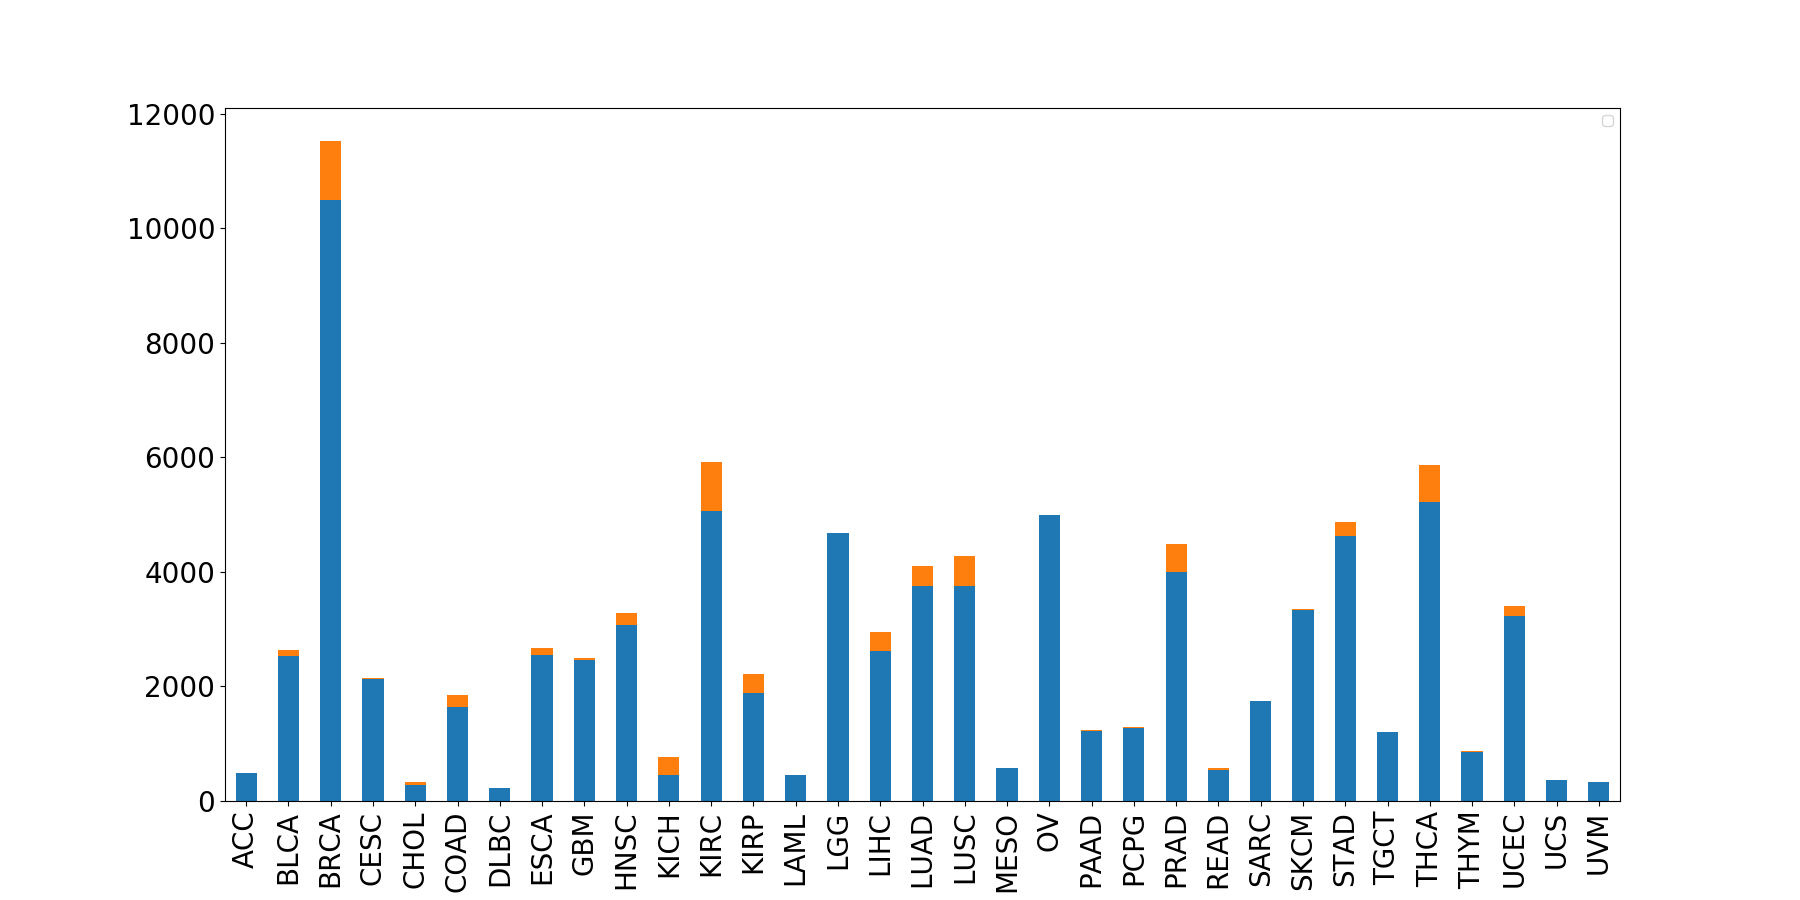 12000
10000
8000
6000
4000
2000
0
ACC
BLCA
BRCA
CESC
CHOL
COAD
DLBC
ESCA
GBM
HNSC
KICH
KIRC
KIRP
LAML
LGG
LIHC
LUAD
LUSC
MESO
OV
PAAD
PCPG
PRAD
READ
SARC
SKCM
STAD
TGCT
THCA
THYM
UCEC
UCS
UVM